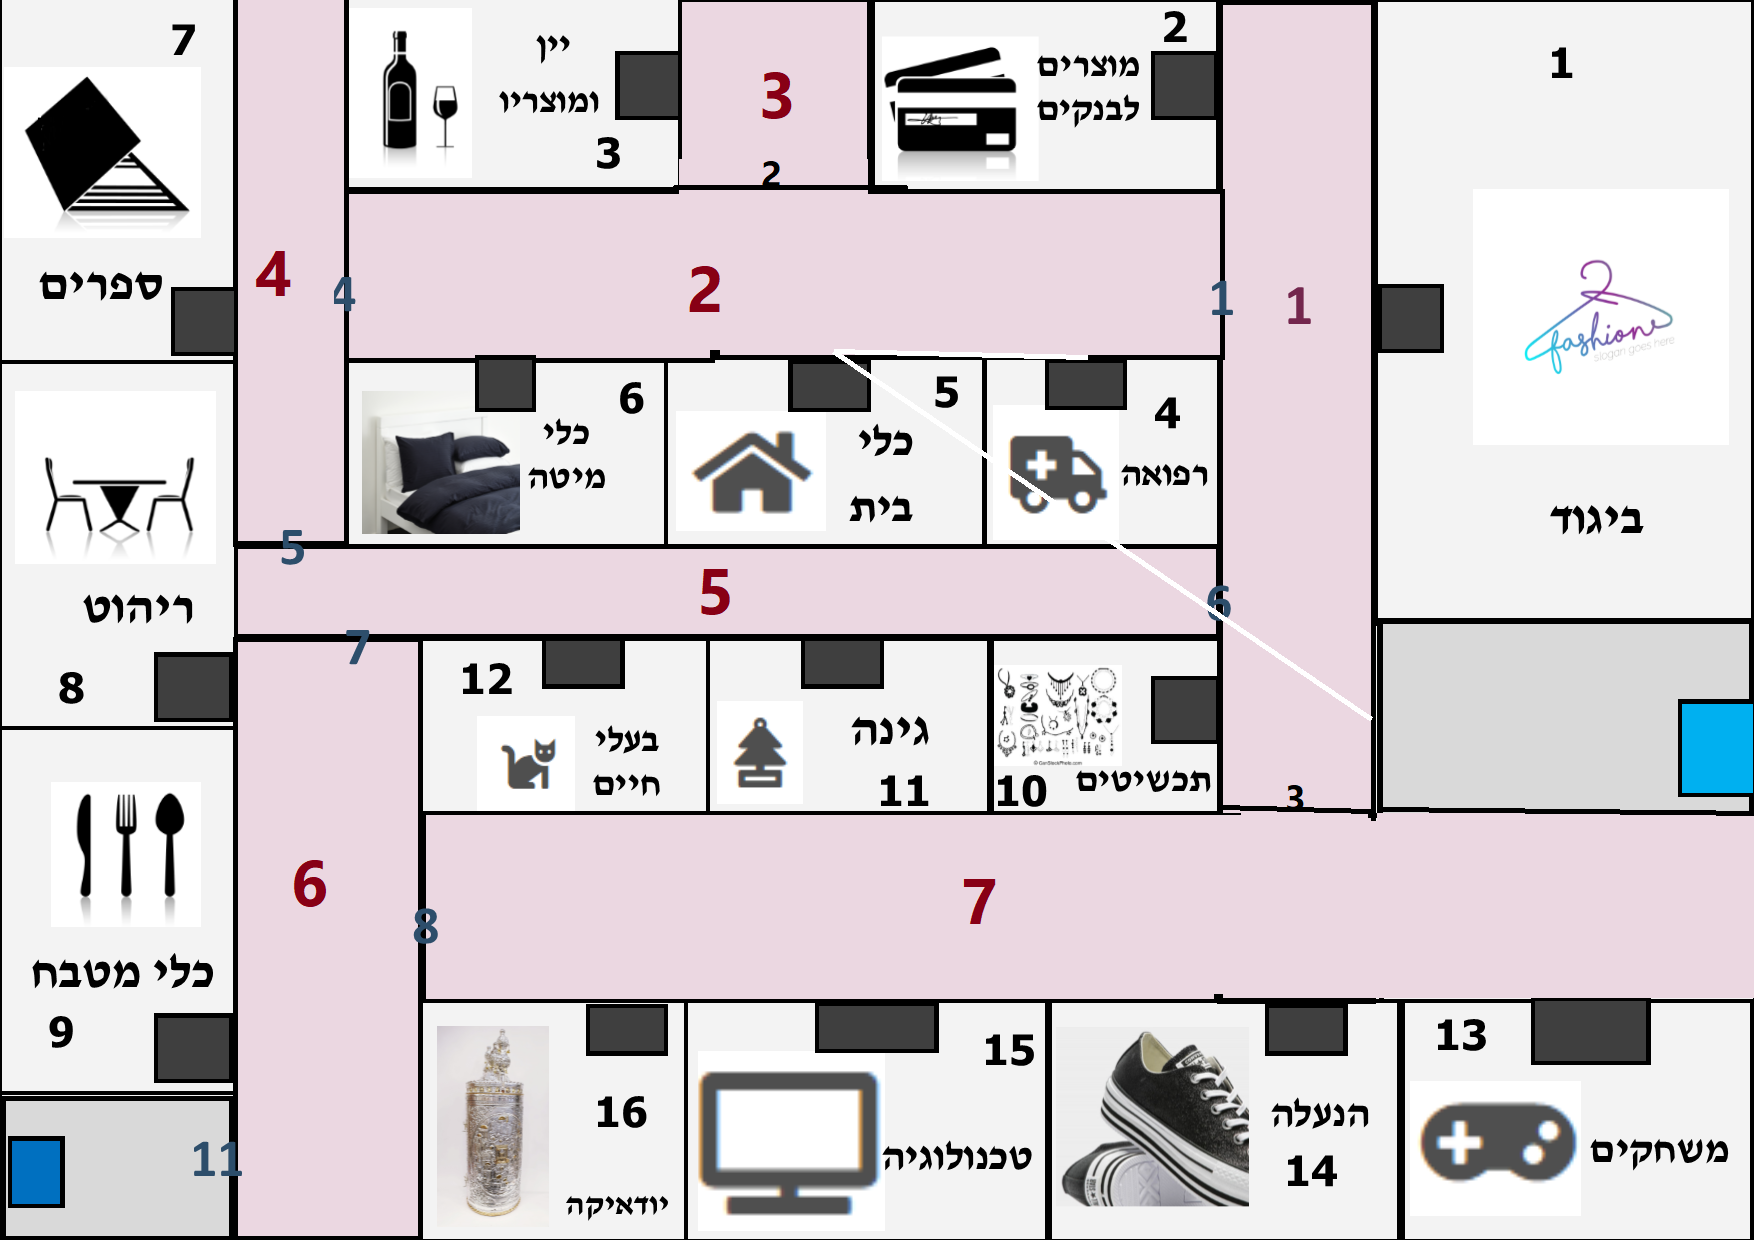 7
ספרים
4
4
יין
ומוצריו
3
3
2
2
מוצרים
לבנקים
2
1
1
1
fashione
slogan goes here
ביגוד
6
כלי
מיטה
5
כלי
בית
4
רפואה
ריהוט
8
5
5
6
7
12
בעלי
חיים
גינה
11
© CanStockPhoto.com
10
תכשיטים
3
כלי מטבח
9
6
8
7
11
16
יודאיקה
15
טכנולוגיה
הנעלה
14
13
משחקים